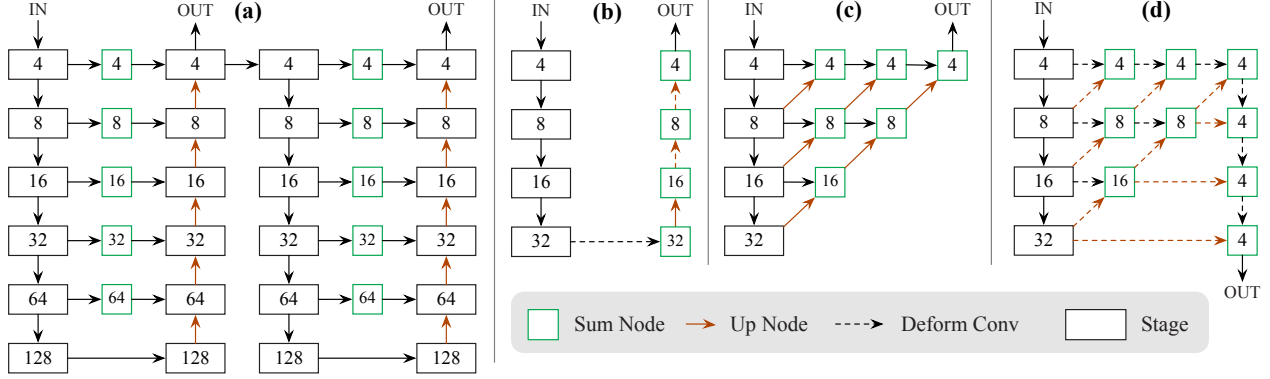 IN OUT (a) OUT
4 4 4 4 4 4
8 8 8 8 8 8
16 16 16 16 16 16
32 32 32 32 32 32
64 64 64 64 64 64
128 128 128 128
IN (b) OUT
4 4
8 8
16 16
32 32
(c) IN OUT
4 4 4 4
8 8 8
16 16
32
IN (d)
4 4 4 4
8 8 8 4
16 16 4
32 4
OUT
Sum Node Up Node Deform Conv Stage